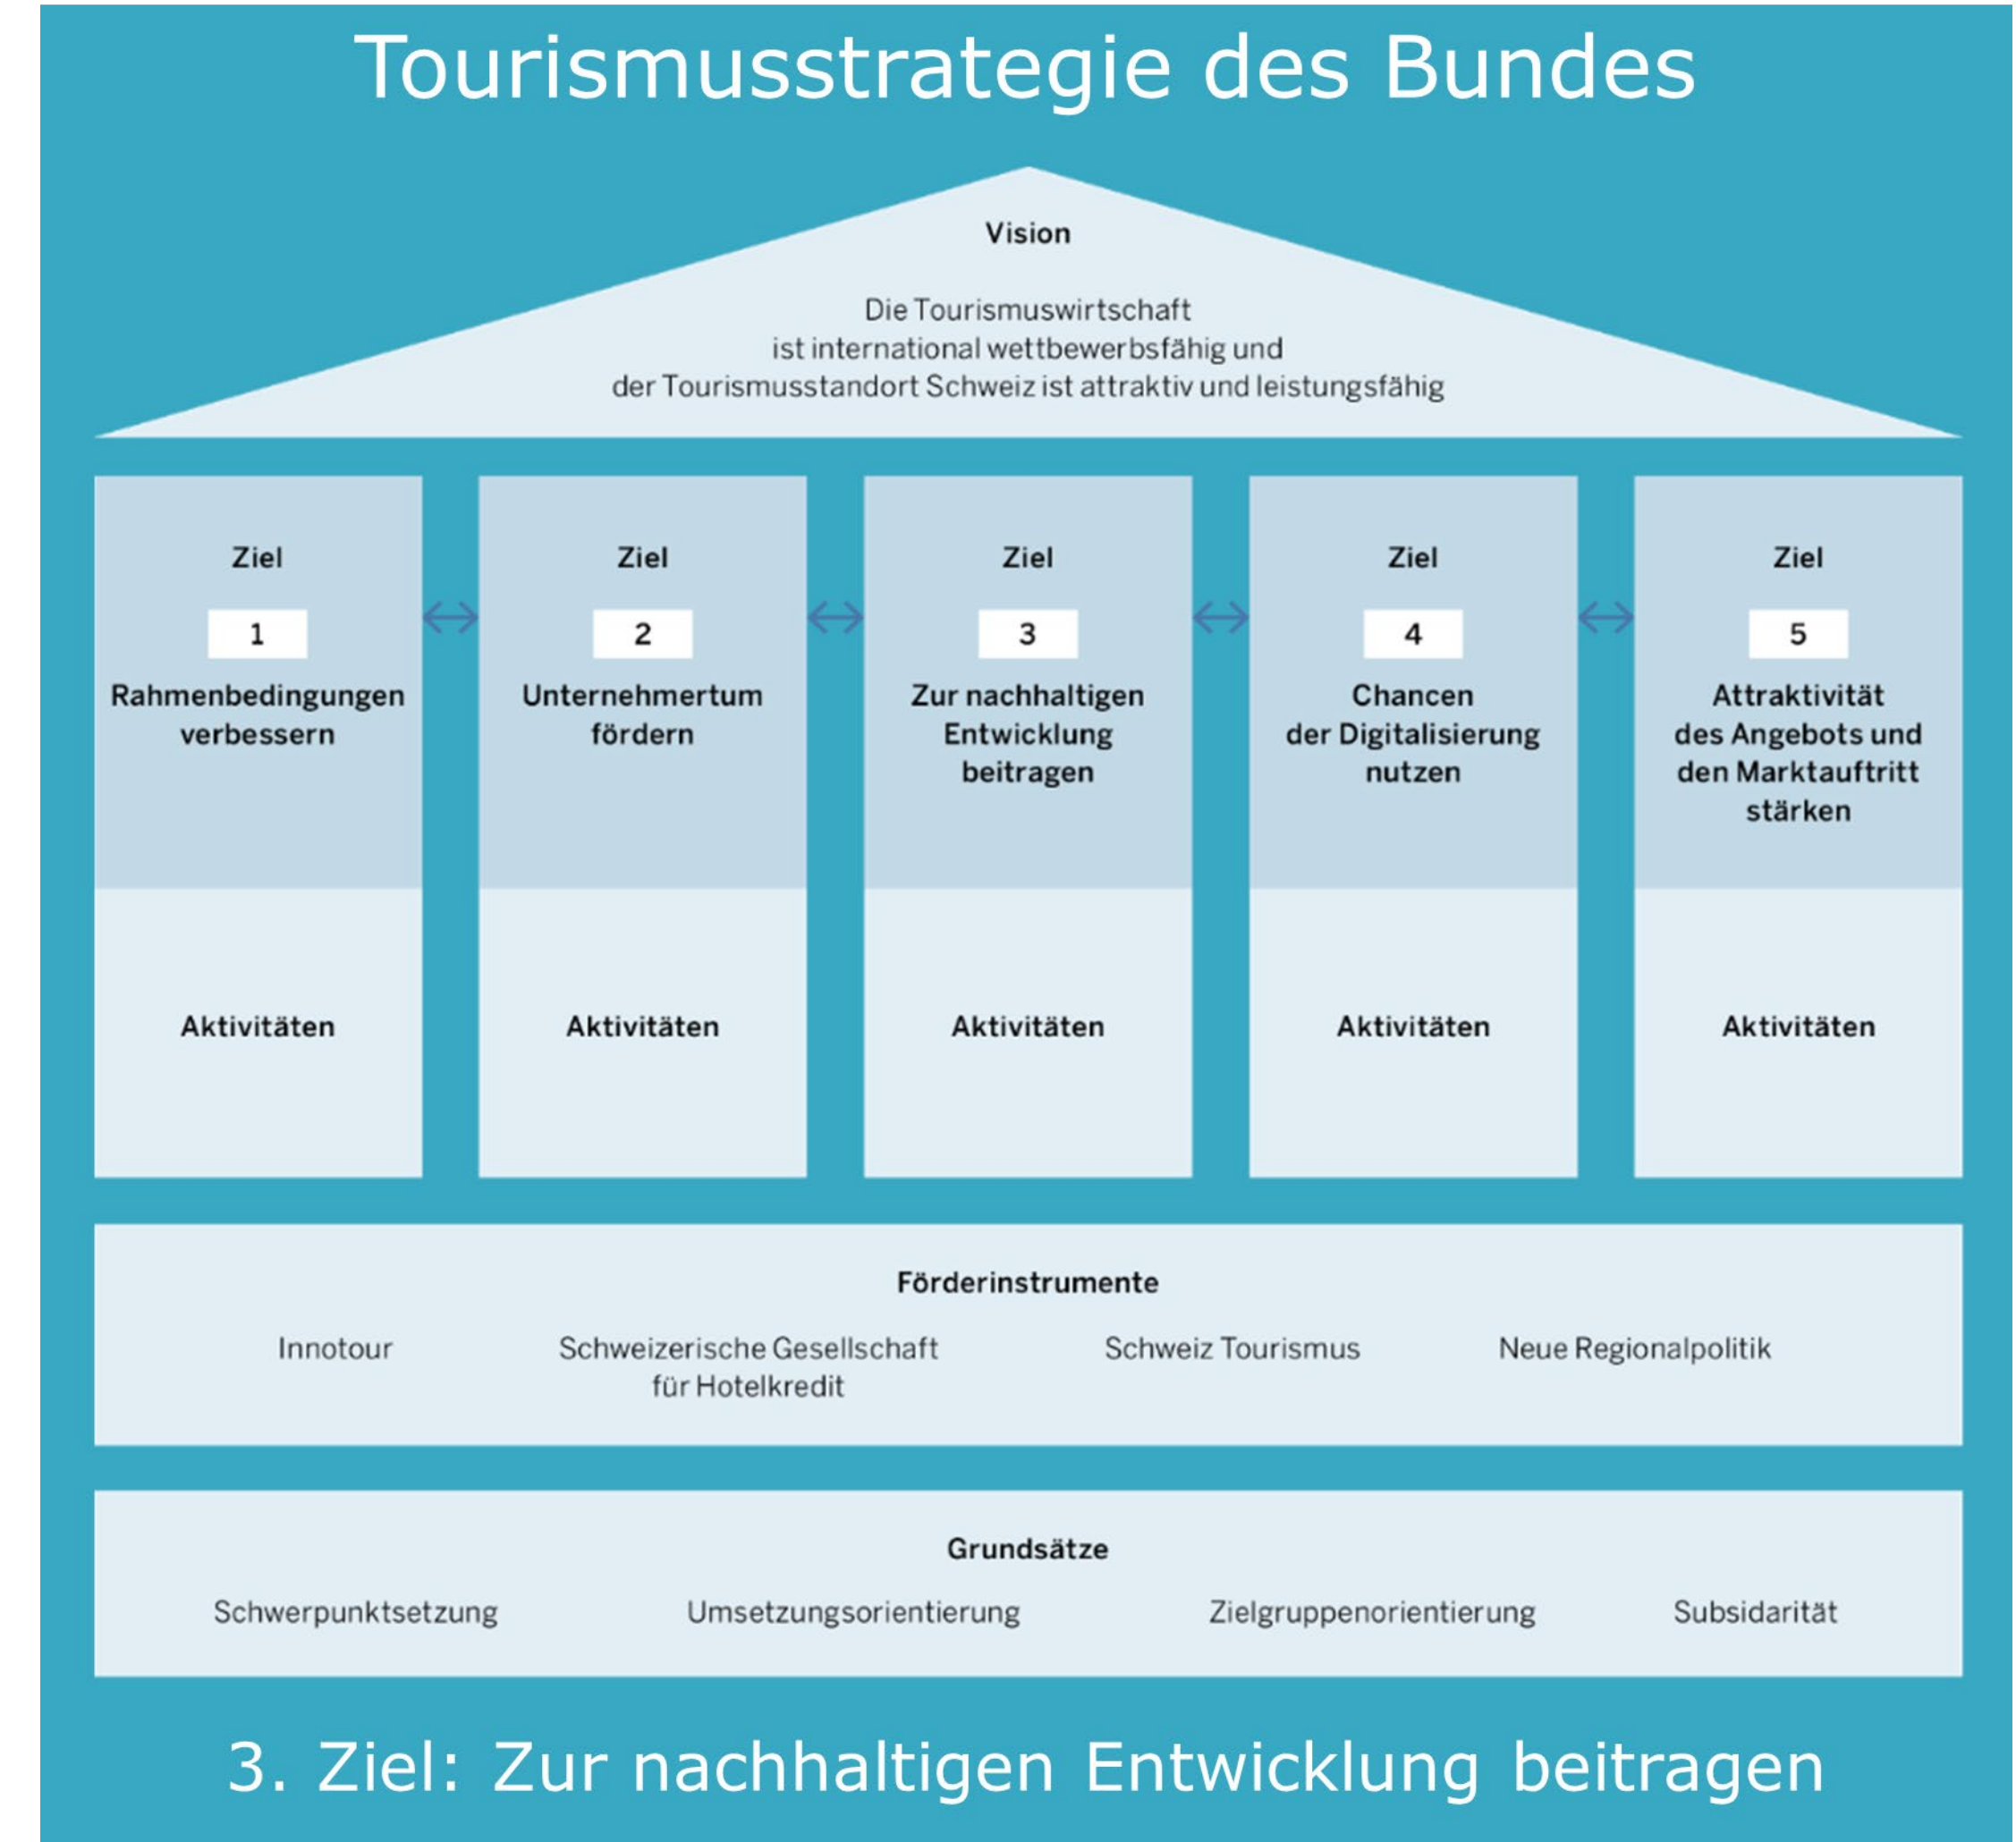 Tourismusstrategie des Bundes
Vision
Die Tourismuswirtschaft
ist international wettbewerbsfähig und
der Tourismusstandort Schweiz ist attraktiv und leistungsfähig
Ziel
1
Rahmenbedingungen
verbessern
Aktivitäten
Ziel
2
Unternehmertum
fördern
Aktivitäten
Ziel
3
Zur nachhaltigen
Entwicklung
beitragen
Aktivitäten
Ziel
4
Chancen
der Digitalisierung
nutzen
Aktivitäten
Ziel
5
Attraktivität
des Angebots und
den Marktauftritt
stärken
Aktivitäten
Förderinstrumente
Innotour
Schweizerische Gesellschaft
für Hotelkredit
Schweiz Tourismus
Neue Regionalpolitik
Grundsätze
Schwerpunktsetzung
Umsetzungsorientierung
Zielgruppenorientierung
Subsidarität
3. Ziel: Zur nachhaltigen Entwicklung beitragen